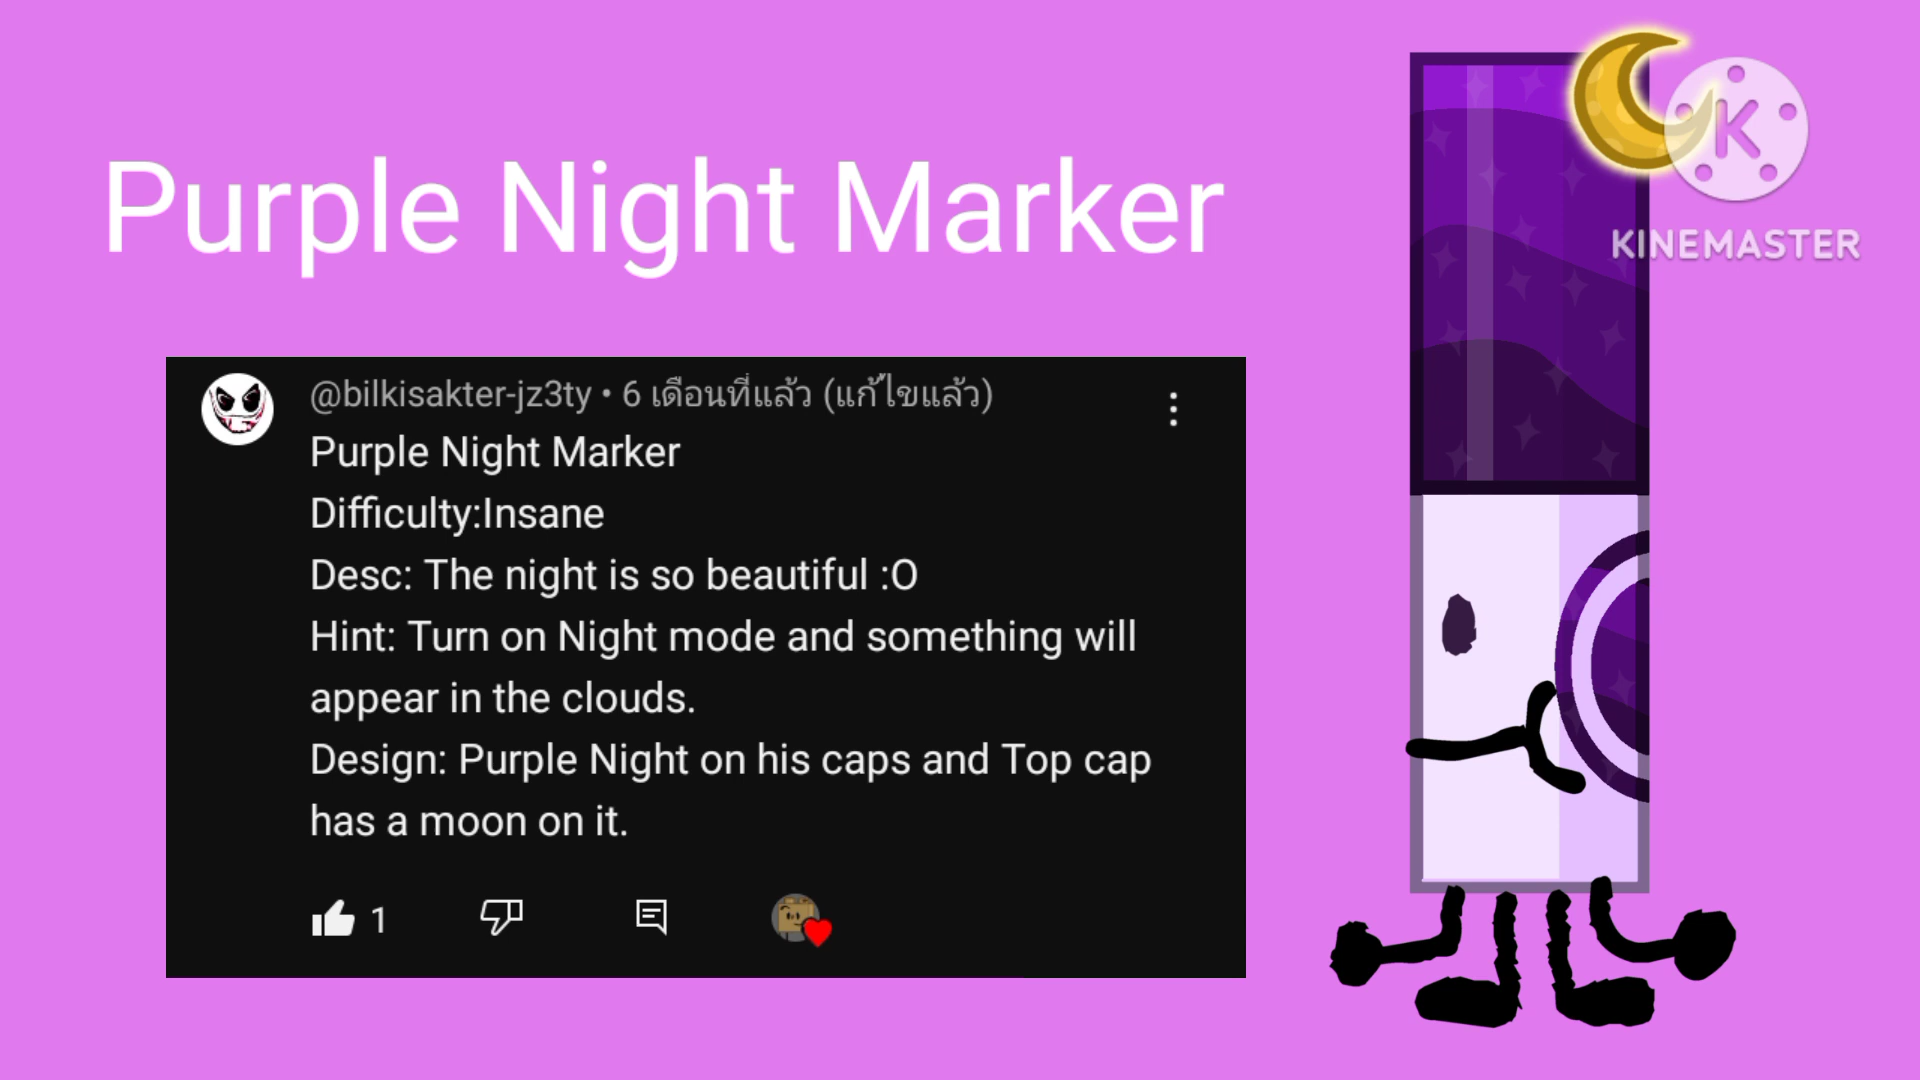 Purple Night Marker
K
KINEMASTER
@bilkisakter-jz3ty • 6 เดือนที่แล้ว (แก้ไขแล้ว)
Purple Night Marker
Difficulty:Insane
Desc: The night is so beautiful :O
Hint: Turn on Night mode and something will
appear in the clouds.
Design: Purple Night on his caps and Top cap
has a moon on it.
1